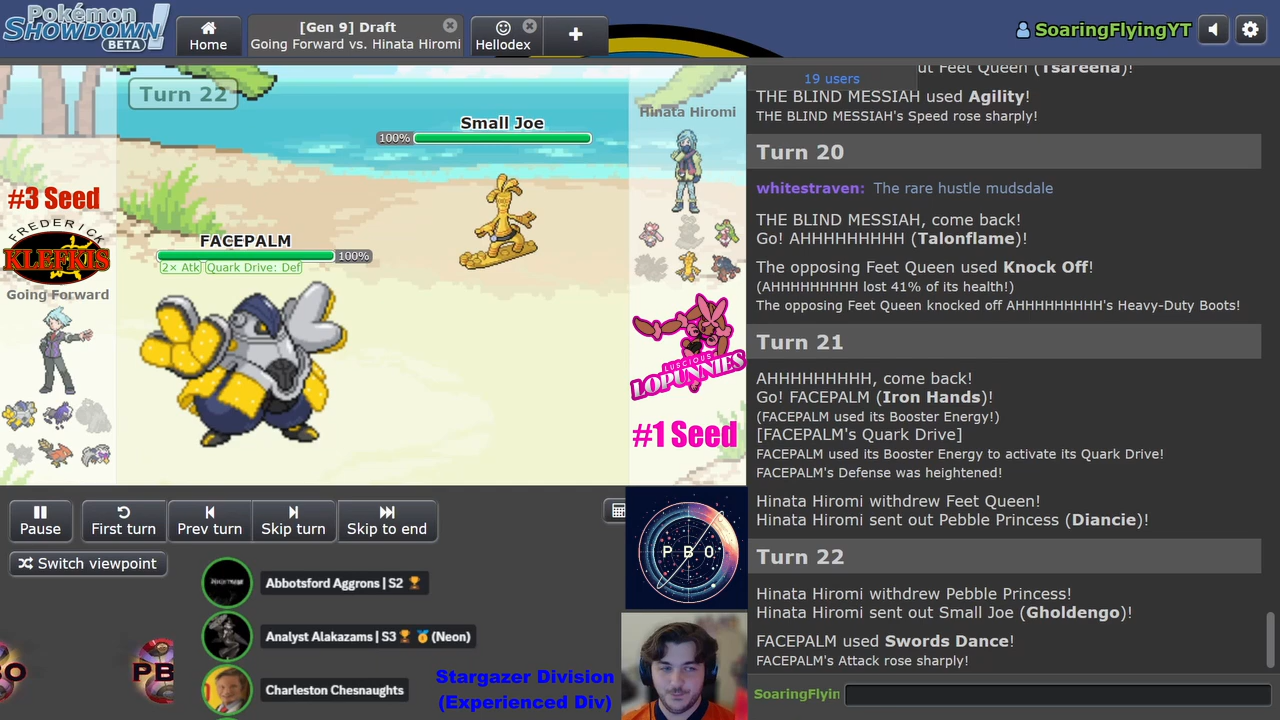 Pokémon
SHOWDOWN!
BETA
Home
[Gen 9] Draft
Going Forward vs. Hinata Hiromi
Hellodex
SoaringFlyingYT
Turn 22
Small Joe
100%
FACEPALM
100%
2× Atk
Quark Drive: Def
#3 Seed
FREDERICK
KLEFKIS
Going Forward
Hinata Hiromi
LUSCIOUS
LOPUNNIES
#1 Seed
19 users
ut Feet Queen (Tsareena)!
THE BLIND MESSIAH used Agility!
THE BLIND MESSIAH's Speed rose sharply!
Turn 20
whitestraven: The rare hustle mudsdale
THE BLIND MESSIAH, come back!
Go! AHHHHHHHHH (Talonflame)!
The opposing Feet Queen used Knock Off!
(AHHHHHHHHH lost 41% of its health!)
The opposing Feet Queen knocked off AHHHHHHHHH's Heavy-Duty Boots!
Turn 21
AHHHHHHHHH, come back!
Go! FACEPALM (Iron Hands)!
(FACEPALM used its Booster Energy!)
[FACEPALM's Quark Drive]
FACEPALM used its Booster Energy to activate its Quark Drive!
FACEPALM's Defense was heightened!
Hinata Hiromi withdrew Feet Queen!
Hinata Hiromi sent out Pebble Princess (Diancie)!
Turn 22
Hinata Hiromi withdrew Pebble Princess!
Hinata Hiromi sent out Small Joe (Gholdengo)!
FACEPALM used Swords Dance!
FACEPALM's Attack rose sharply!
SoaringFlyin
Pause
First turn
Prev turn
Skip turn
Skip to end
Switch viewpoint
PBO
Abbotsford Aggrons | S2 🏆
Analyst Alakazams | S3 🏆 🥇 (Neon)
Charleston Chesnaughts
BO
PB
Stargazer Division
(Experienced Div)